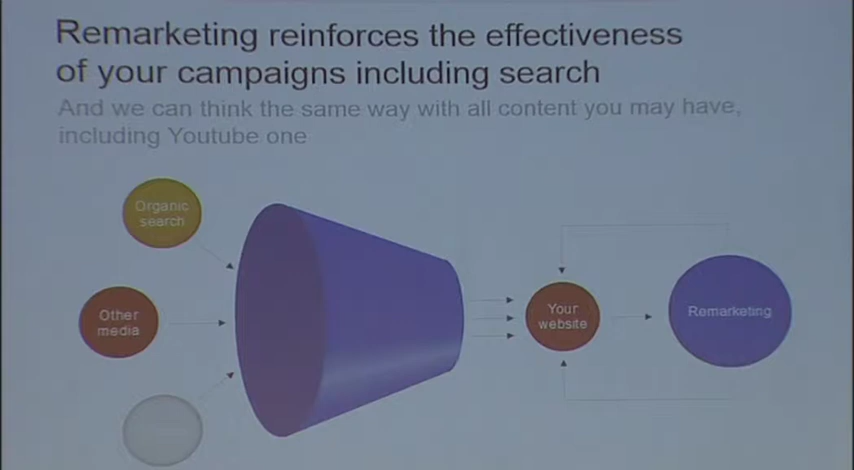 Remarketing reinforces the effectiveness
of your campaigns including search
And we can think the same way with all content you may have,
including Youtube one
Organic
search
Other
media
Your
website
Remarketing